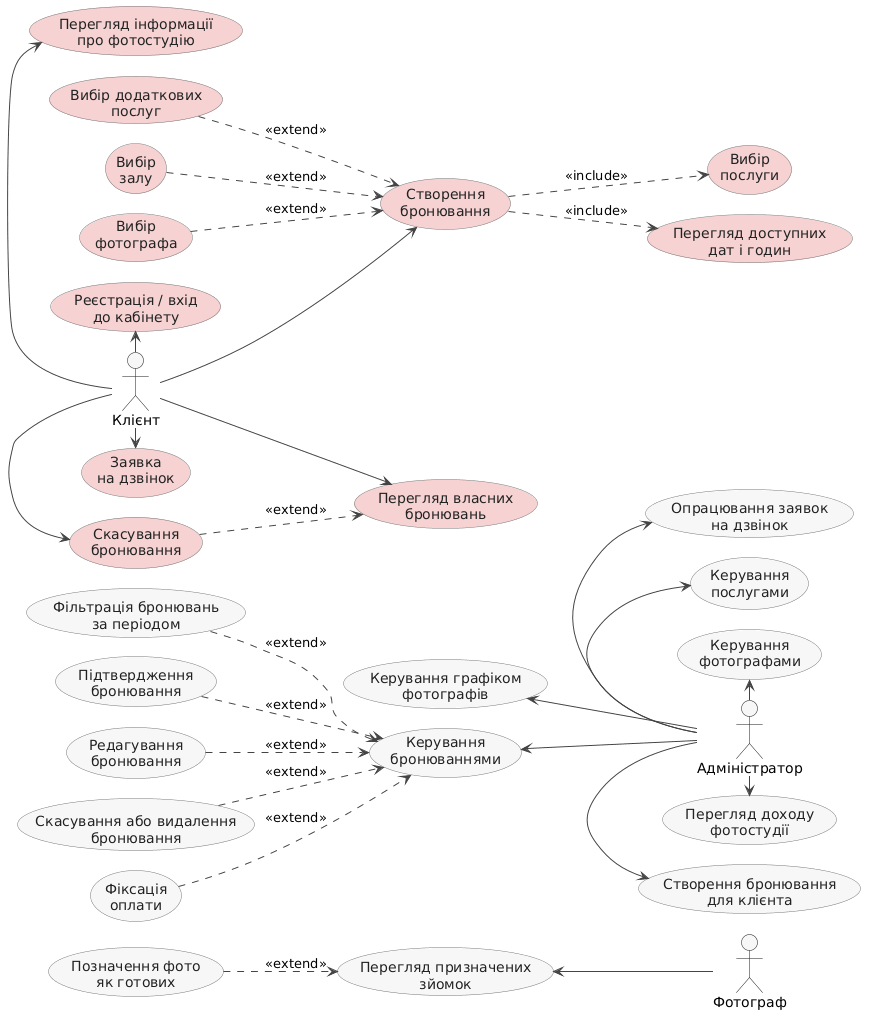 Перегляд інформації
про фотостудію
Вибір додаткових
послуг
«extend»
Вибір
залу
«extend»
Вибір
фотографа
«extend»
Створення
бронювання
«include»
Вибір
послуги
«include»
Перегляд доступних
дат і годин
Реєстрація / вхід
до кабінету
Клієнт
Заявка
на дзвінок
Скасування
бронювання
«extend»
Перегляд власних
бронювань
Опрацювання заявок
на дзвінок
Керування
послугами
Фільтрація бронювань
за періодом
«extend»
Підтвердження
бронювання
«extend»
Редагування
бронювання
«extend»
Скасування або видалення
бронювання
«extend»
Фіксація
оплати
«extend»
Керування графіком
фотографів
Керування
бронюваннями
Керування
фотографами
Адміністратор
Перегляд доходу
фотостудії
Створення бронювання
для клієнта
Позначення фото
як готових
«extend»
Перегляд призначених
зйомок
Фотограф